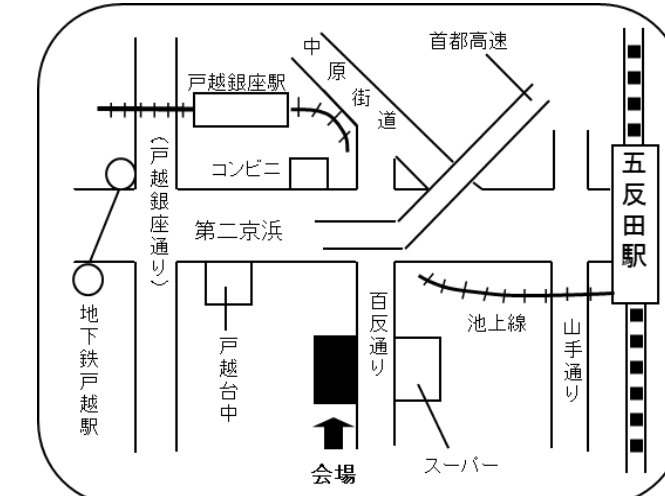 首都高速
中原街道
戸越銀座駅
五反田駅
コンビニ
（戸越銀座通り）
第二京浜
百反通り
池上線
山手通り
地下鉄戸越駅
戸越台中
スーパー
会場